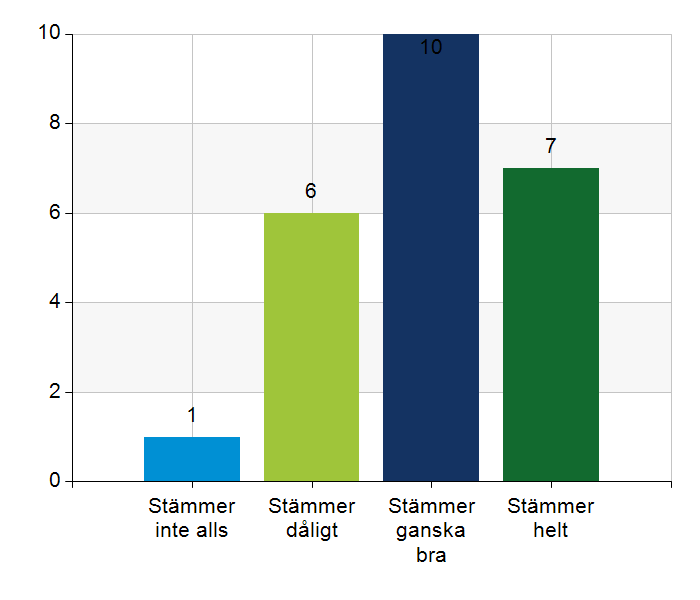 10
8
6
4
2
0
1
6
10
7
Stämmer
inte alls
Stämmer
dåligt
Stämmer
ganska
bra
Stämmer
helt